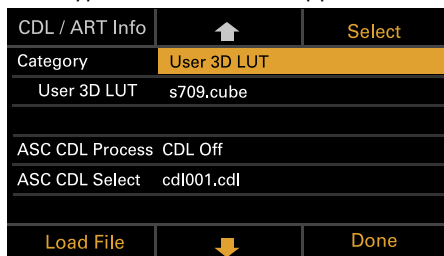 CDL / ART Info Select
Category User 3D LUT
User 3D LUT s709.cube
ASC CDL Process CDL Off
ASC CDL Select cdl001.cdl
Load File Done